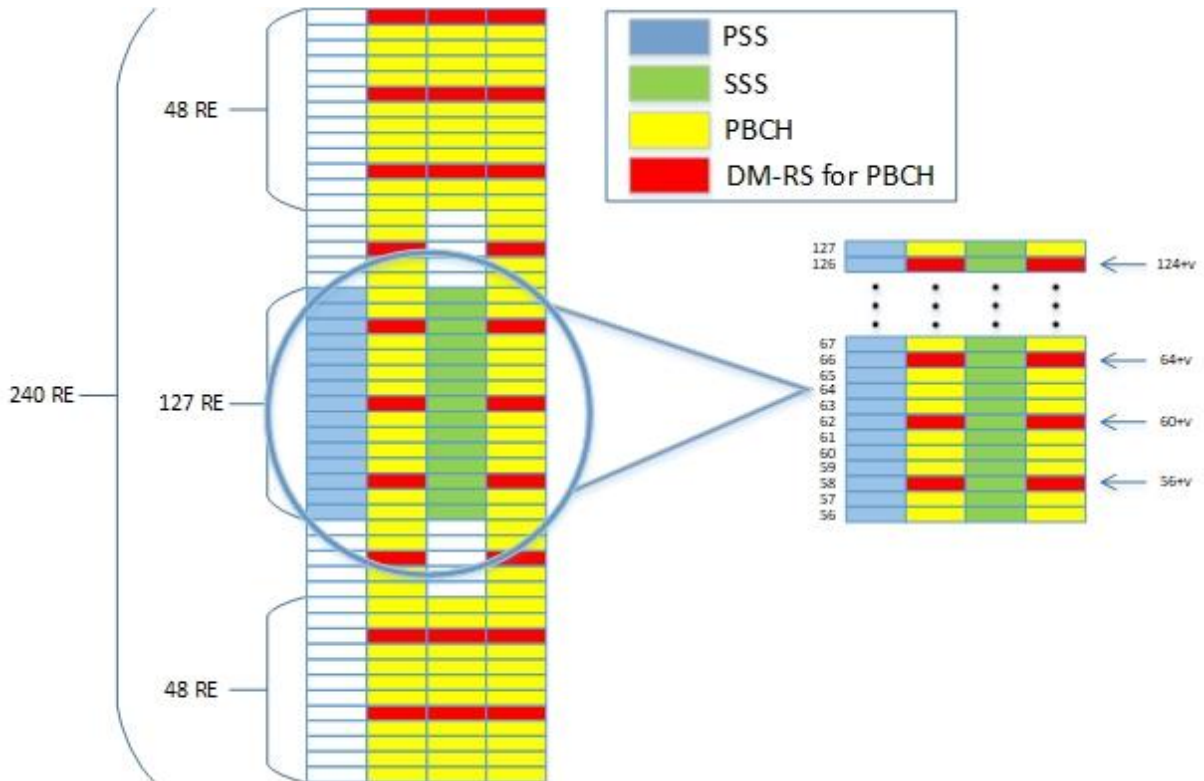 PSS
SSS
PBCH
DM-RS for PBCH
48 RE
240 RE
127 RE
48 RE
127
126
124+v
67
66
64+v
65
64
63
62
60+v
61
60
59
58
56+v
57
56